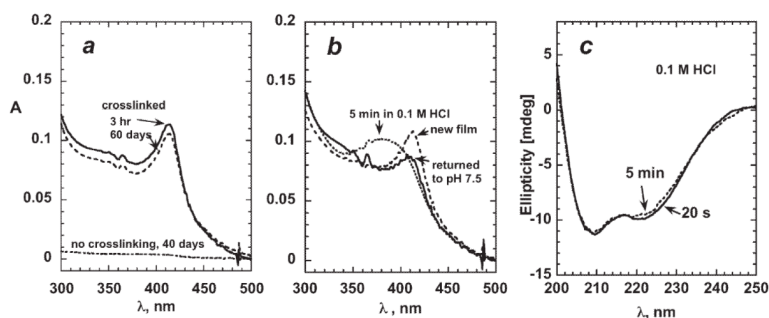 a
0.2
0.15
0.1
0.05
0
A
crosslinked
3 hr
60 days
no crosslinking, 40 days
300 350 400 450 500
λ, nm
b
0.2
0.15
0.1
0.05
0
5 min in 0.1 M HCl
new film
returned
to pH 7.5
300 350 400 450 500
λ , nm
c
5
0
-5
-10
-15
Ellipticity [mdeg]
0.1 M HCl
5 min
20 s
200 210 220 230 240 250
λ, nm